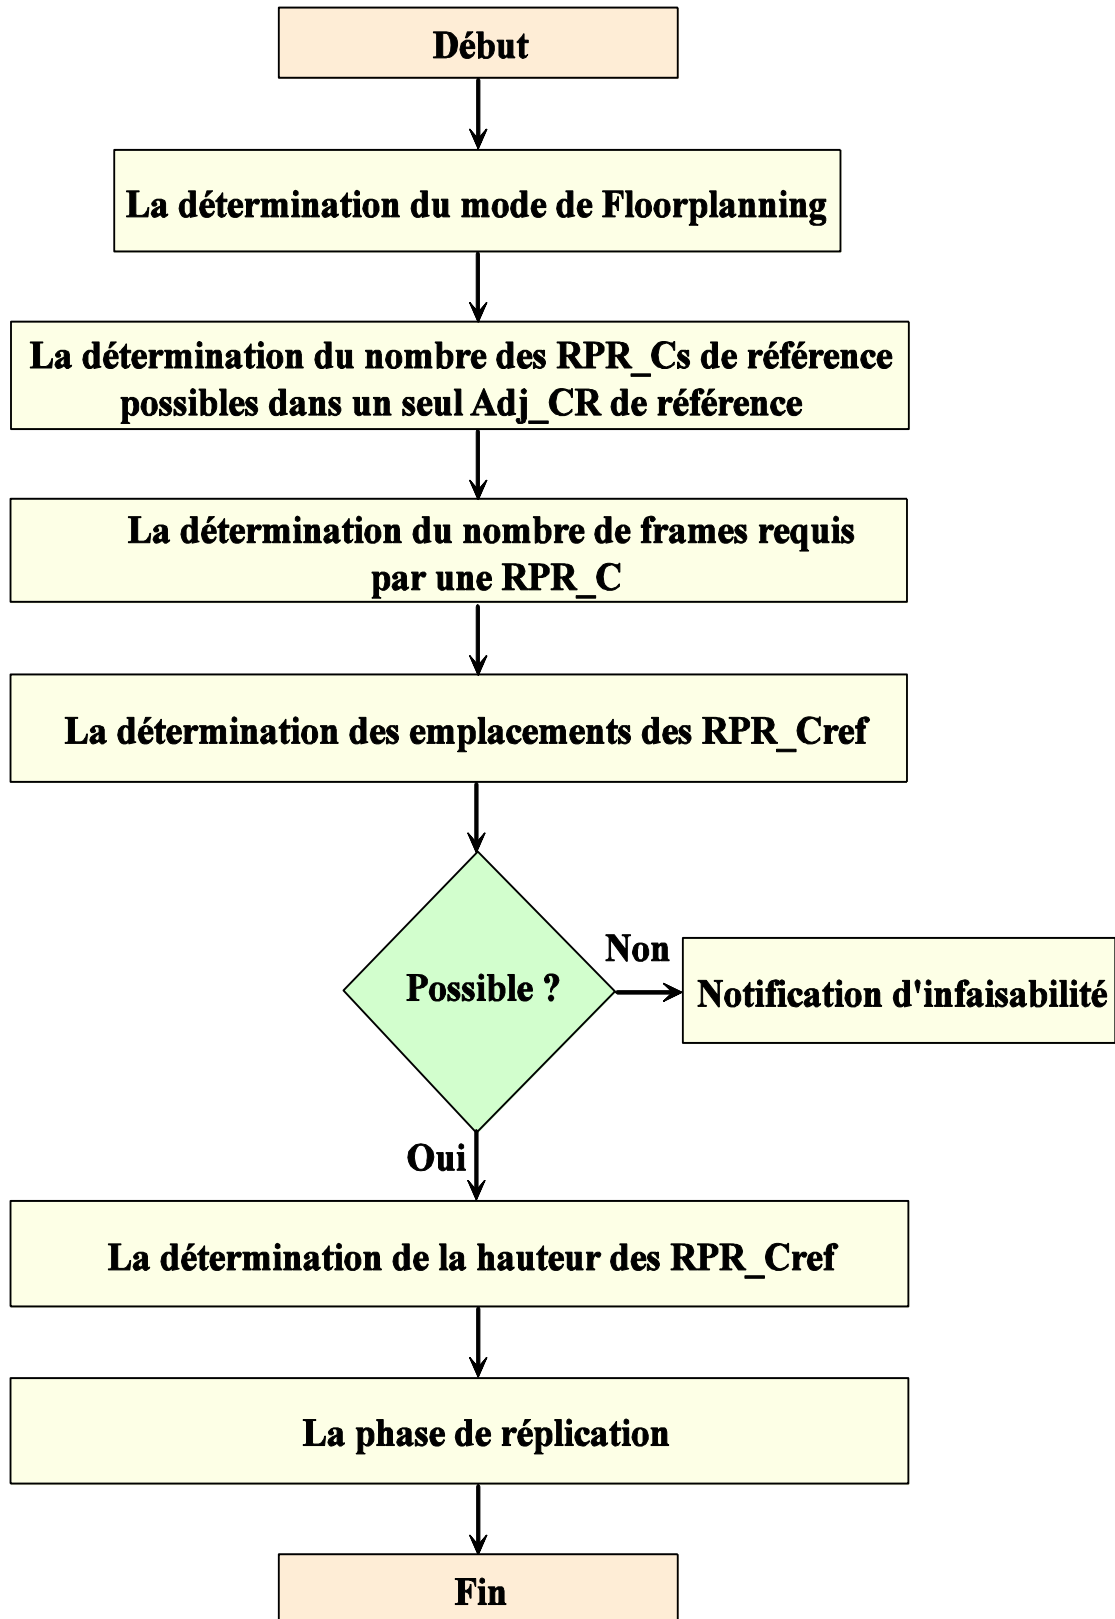 Début
La détermination du mode de Floorplanning
La détermination du nombre des RPR_Cs de référence
possibles dans un seul Adj_CR de référence
La détermination du nombre de frames requis
par une RPR_C
La détermination des emplacements des RPR_Cref
Possible ?
Non
Notification d'infaisabilité
Oui
La détermination de la hauteur des RPR_Cref
La phase de réplication
Fin